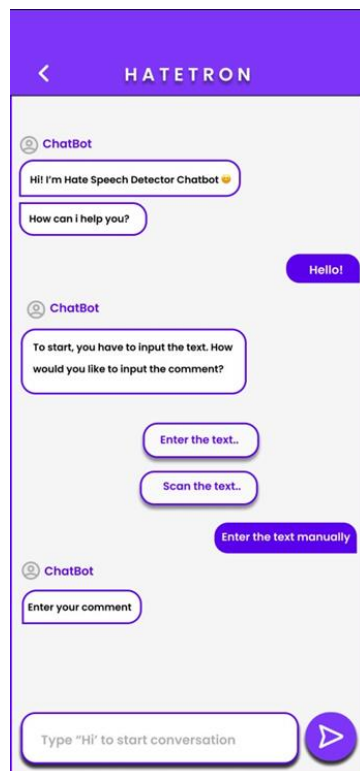 HATETRON
ChatBot
Hi! I'm Hate Speech Detector Chatbot 😊
How can i help you?
Hello!
ChatBot
To start, you have to input the text. How
would you like to input the comment?
Enter the text..
Scan the text..
Enter the text manually
ChatBot
Enter your comment
Type “Hi’ to start conversation